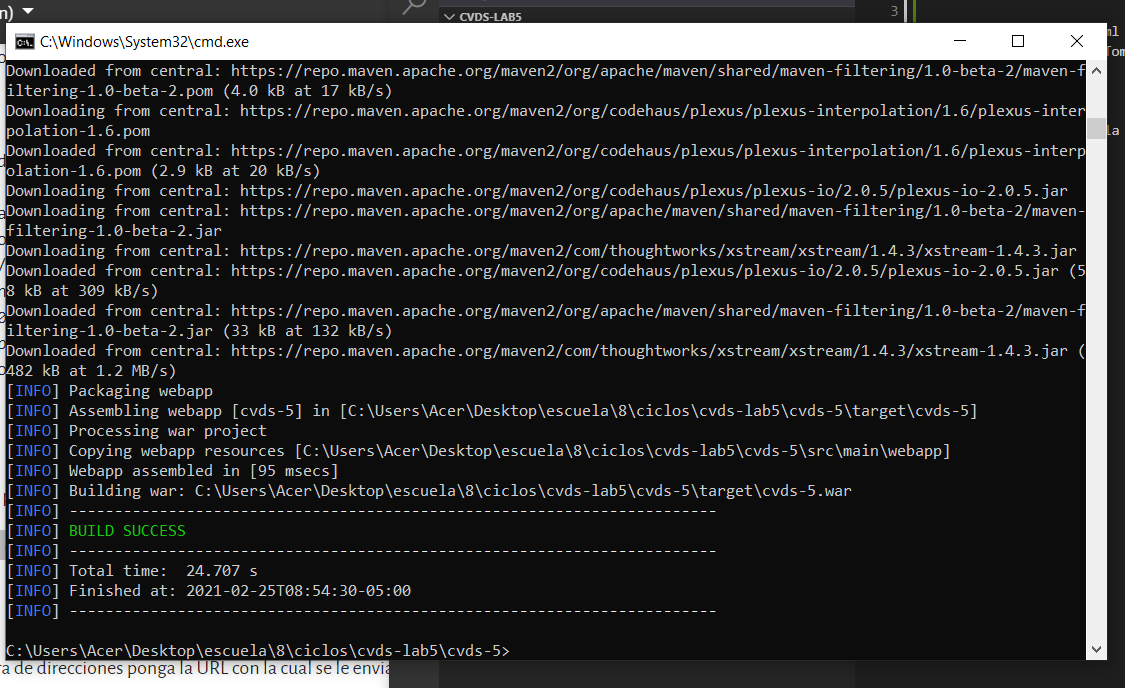 n)
CVDS-LAB5
3
C:\Windows\System32\cmd.exe
Downloaded from central: https://repo.maven.apache.org/maven2/org/apache/maven/shared/maven-filtering/1.0-beta-2/maven-f
iltering-1.0-beta-2.pom (4.0 kB at 17 kB/s)
Downloading from central: https://repo.maven.apache.org/maven2/org/codehaus/plexus/plexus-interpolation/1.6/plexus-inter
polation-1.6.pom
Downloaded from central: https://repo.maven.apache.org/maven2/org/codehaus/plexus/plexus-interpolation/1.6/plexus-interp
olation-1.6.pom (2.9 kB at 20 kB/s)
Downloading from central: https://repo.maven.apache.org/maven2/org/codehaus/plexus/plexus-io/2.0.5/plexus-io-2.0.5.jar
Downloading from central: https://repo.maven.apache.org/maven2/org/apache/maven/shared/maven-filtering/1.0-beta-2/maven-
filtering-1.0-beta-2.jar
Downloading from central: https://repo.maven.apache.org/maven2/com/thoughtworks/xstream/xstream/1.4.3/xstream-1.4.3.jar
Downloaded from central: https://repo.maven.apache.org/maven2/org/codehaus/plexus/plexus-io/2.0.5/plexus-io-2.0.5.jar (5
8 kB at 309 kB/s)
Downloaded from central: https://repo.maven.apache.org/maven2/org/apache/maven/shared/maven-filtering/1.0-beta-2/maven-f
iltering-1.0-beta-2.jar (33 kB at 132 kB/s)
Downloaded from central: https://repo.maven.apache.org/maven2/com/thoughtworks/xstream/xstream/1.4.3/xstream-1.4.3.jar (
482 kB at 1.2 MB/s)
[INFO] Packaging webapp
[INFO] Assembling webapp [cvds-5] in [C:\Users\Acer\Desktop\escuela\8\ciclos\cvds-lab5\cvds-5\target\cvds-5]
[INFO] Processing war project
[INFO] Copying webapp resources [C:\Users\Acer\Desktop\escuela\8\ciclos\cvds-lab5\cvds-5\src\main\webapp]
[INFO] Webapp assembled in [95 msecs]
[INFO] Building war: C:\Users\Acer\Desktop\escuela\8\ciclos\cvds-lab5\cvds-5\target\cvds-5.war
[INFO] ------------------------------------------------------------------------
[INFO] BUILD SUCCESS
[INFO] ------------------------------------------------------------------------
[INFO] Total time:  24.707 s
[INFO] Finished at: 2021-02-25T08:54:30-05:00
[INFO] ------------------------------------------------------------------------
C:\Users\Acer\Desktop\escuela\8\ciclos\cvds-lab5\cvds-5>
ra de direcciones ponga la URL con la cual se le envia